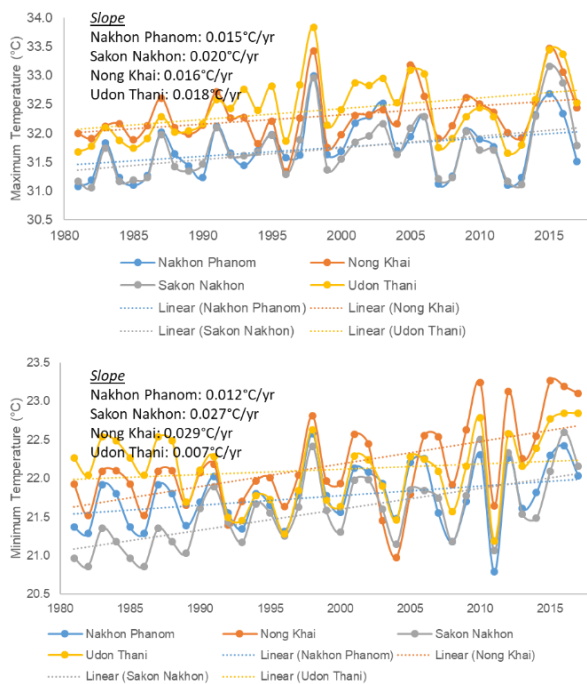 Slope
Nakhon Phanom: 0.015°C/yr
Sakon Nakhon: 0.020°C/yr
Nong Khai: 0.016°C/yr
Udon Thani: 0.018°C/yr
Maximum Temperature (°C)
34.0
33.5
33.0
32.5
32.0
31.5
31.0
30.5
1980 1985 1990 1995 2000 2005 2010 2015
Nakhon Phanom Nong Khai
Sakon Nakhon Udon Thani
Linear (Nakhon Phanom) Linear (Nong Khai)
Linear (Sakon Nakhon) Linear (Udon Thani)
Slope
Nakhon Phanom: 0.012°C/yr
Sakon Nakhon: 0.027°C/yr
Nong Khai: 0.029°C/yr
Udon Thani: 0.007°C/yr
Minimum Temperature (°C)
23.5
23.0
22.5
22.0
21.5
21.0
20.5
1980 1985 1990 1995 2000 2005 2010 2015
Nakhon Phanom Nong Khai Sakon Nakhon
Udon Thani Linear (Nakhon Phanom) Linear (Nong Khai)
Linear (Sakon Nakhon) Linear (Udon Thani)